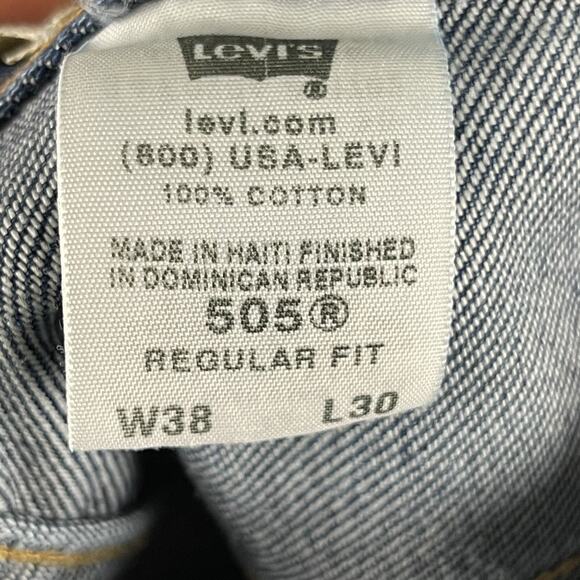 LEVI'S
®
levi.com
(800) USA-LEVI
100% COTTON
MADE IN HAITI FINISHED
IN DOMINICAN REPUBLIC
505®
REGULAR FIT
W38 L30